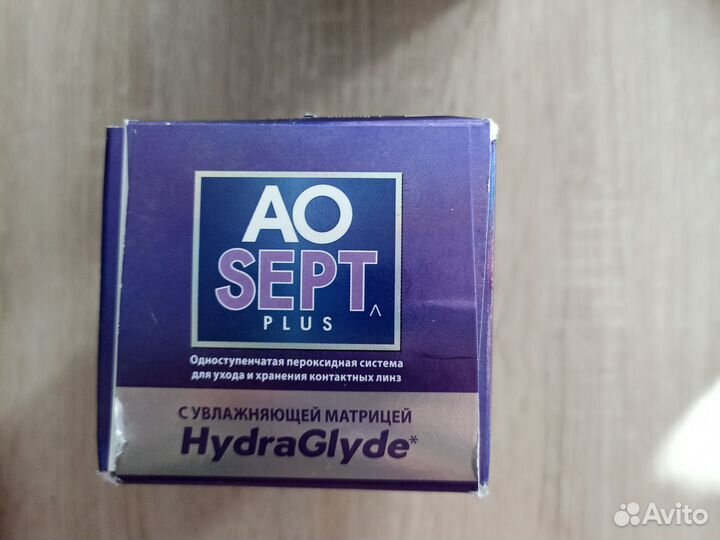 AO
SEPT
PLUS
Одноступенчатая пероксидная система
для ухода и хранения контактных линз
С УВЛАЖНЯЮЩЕЙ МАТРИЦЕЙ
HydraGlyde*
Avito